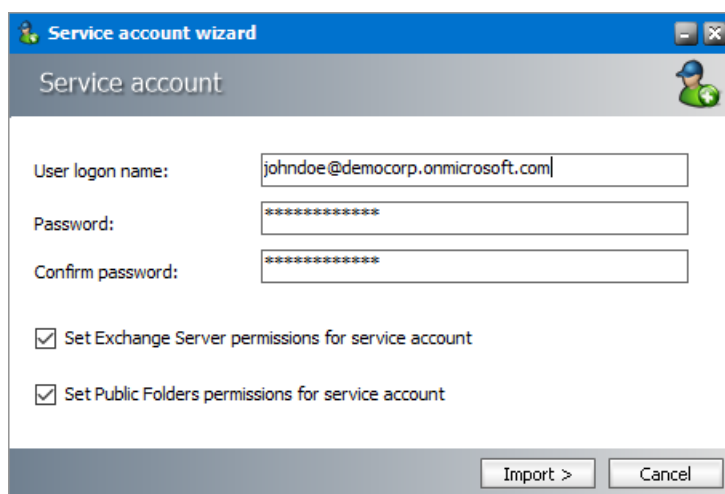 Service account wizard
Service account
User logon name:
johndoe@democorp.onmicrosoft.com
Password:
************
Confirm password:
************
Set Exchange Server permissions for service account
Set Public Folders permissions for service account
Import >
Cancel